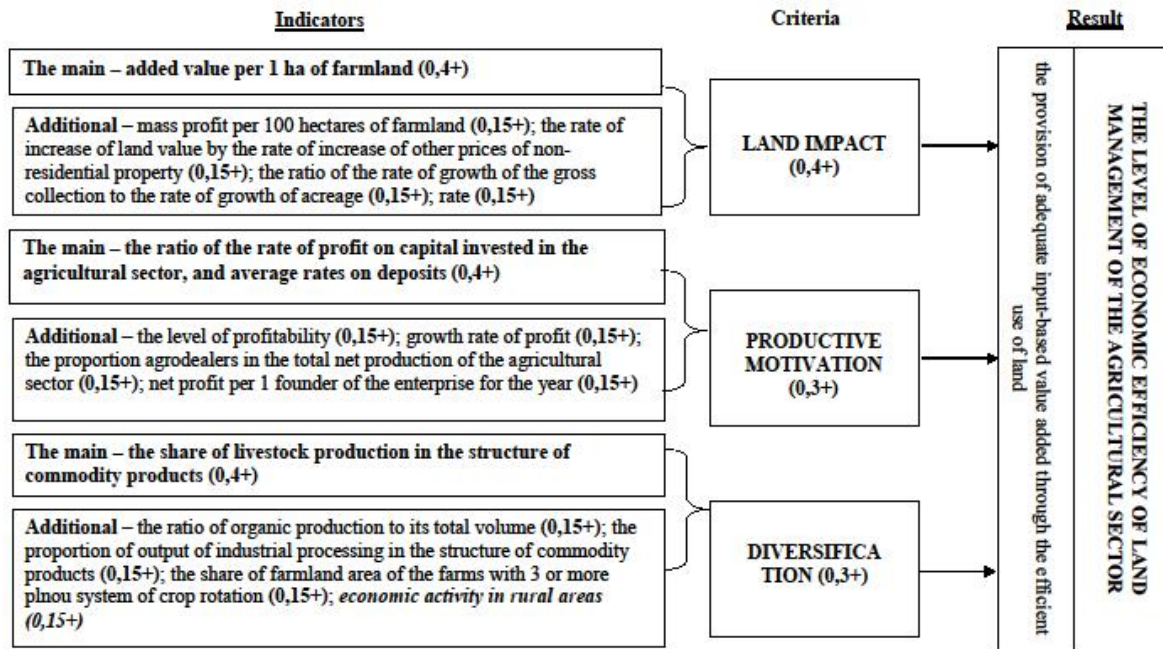 Indicators
Criteria
Result
The main – added value per 1 ha of farmland (0,4+)
Additional – mass profit per 100 hectares of farmland (0,15+); the rate of
increase of land value by the rate of increase of other prices of non-
residential property (0,15+); the ratio of the rate of growth of the gross
collection to the rate of growth of acreage (0,15+); rate (0,15+)
LAND IMPACT
(0,4+)
The main – the ratio of the rate of profit on capital invested in the
agricultural sector, and average rates on deposits (0,4+)
Additional – the level of profitability (0,15+); growth rate of profit (0,15+);
the proportion agrodealers in the total net production of the agricultural
sector (0,15+); net profit per 1 founder of the enterprise for the year (0,15+)
PRODUCTIVE
MOTIVATION
(0,3+)
The main – the share of livestock production in the structure of
commodity products (0,4+)
Additional – the ratio of organic production to its total volume (0,15+); the
proportion of output of industrial processing in the structure of commodity
products (0,15+); the share of farmland area of the farms with 3 or more
plnou system of crop rotation (0,15+); economic activity in rural areas
(0,15+)
DIVERSIFICA
TION (0,3+)
the provision of adequate input-based value added through the efficient
use of land
THE LEVEL OF ECONOMIC EFFICIENCY OF LAND
MANAGEMENT OF THE AGRICULTURAL SECTOR